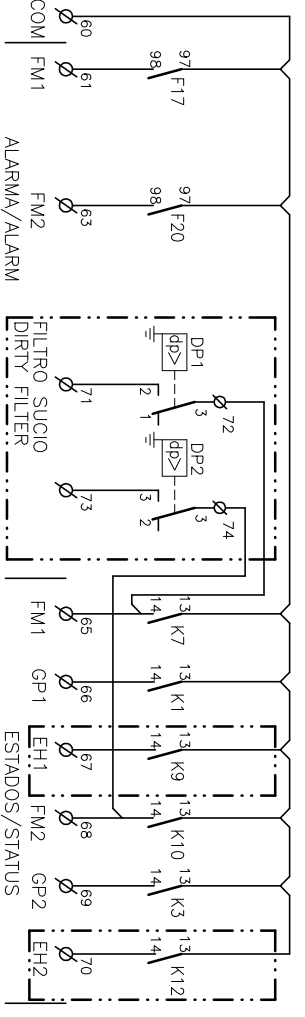 COM
60
FM1
61
98
97
F17
FM2
63
98
97
F20
ALARMA/ALARM
FILTRO SUCIO
DIRTY FILTER
71
DP1
dp>
2
1
3
72
73
DP2
dp>
3
2
3
74
FM1
65
14
13
K7
GP1
66
14
13
K1
EH1
67
14
13
K9
FM2
68
14
13
K10
GP2
69
14
13
K3
EH2
70
14
13
K12
ESTADOS/STATUS